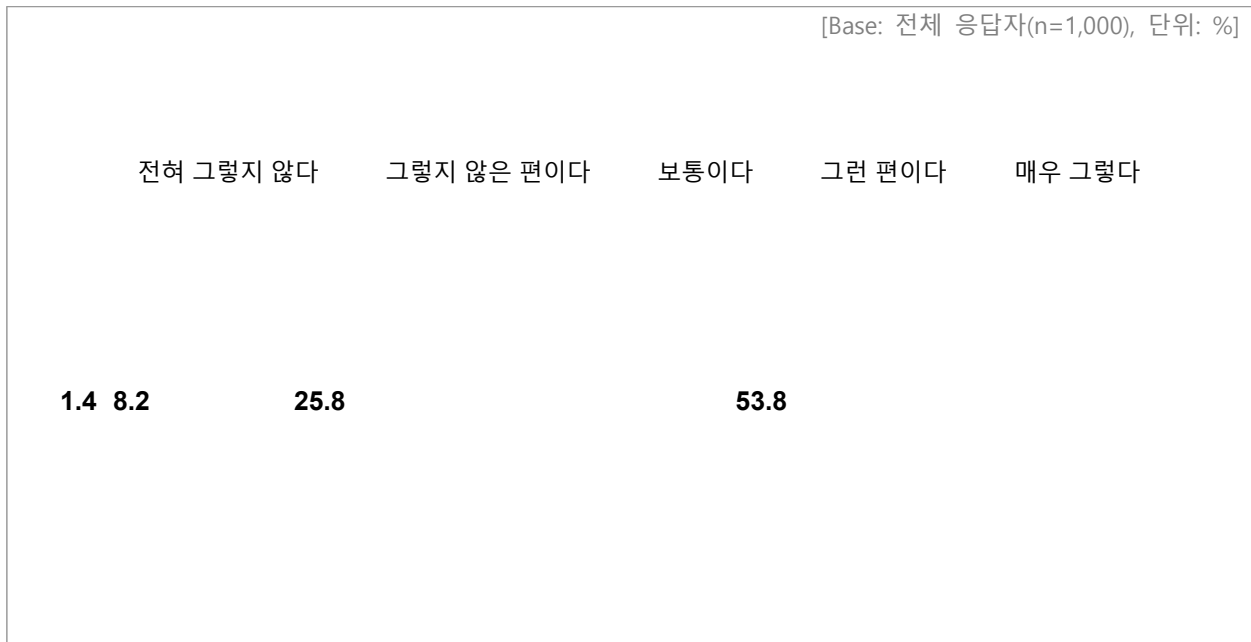 [Base: 전체 응답자(n=1,000), 단위: %]
전혀 그렇지 않다 그렇지 않은 편이다 보통이다 그런 편이다 매우 그렇다
1.4 8.2 25.8 53.8